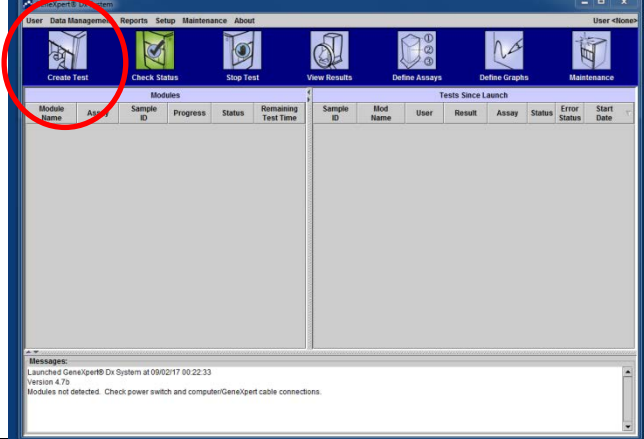 GeneXpert® Dx System
User Data Management Reports Setup Maintenance About User <None>
Create Test Check Status Stop Test View Results Define Assays Define Graphs Maintenance
Modules Tests Since Launch
Module Name Assay Sample ID Progress Status Remaining Test Time Sample ID Mod Name User Result Assay Status Error Status Start Date
Messages:
Launched GeneXpert® Dx System at 09/02/17 00:22:33
Version 4.7b
Modules not detected. Check power switch and computer/GeneXpert cable connections.